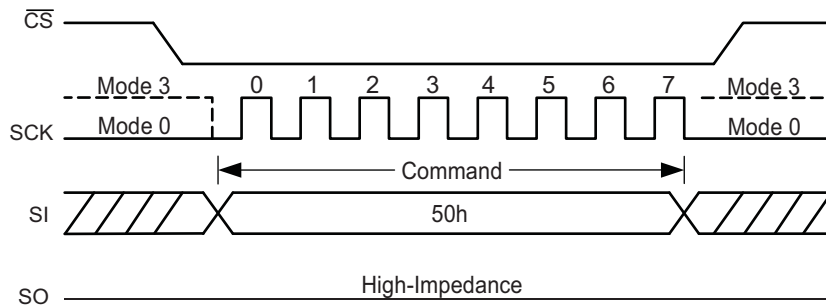 CS
Mode 3 0 1 2 3 4 5 6 7 Mode 3
SCK Mode 0 Mode 0
Command
SI 50h
SO High-Impedance